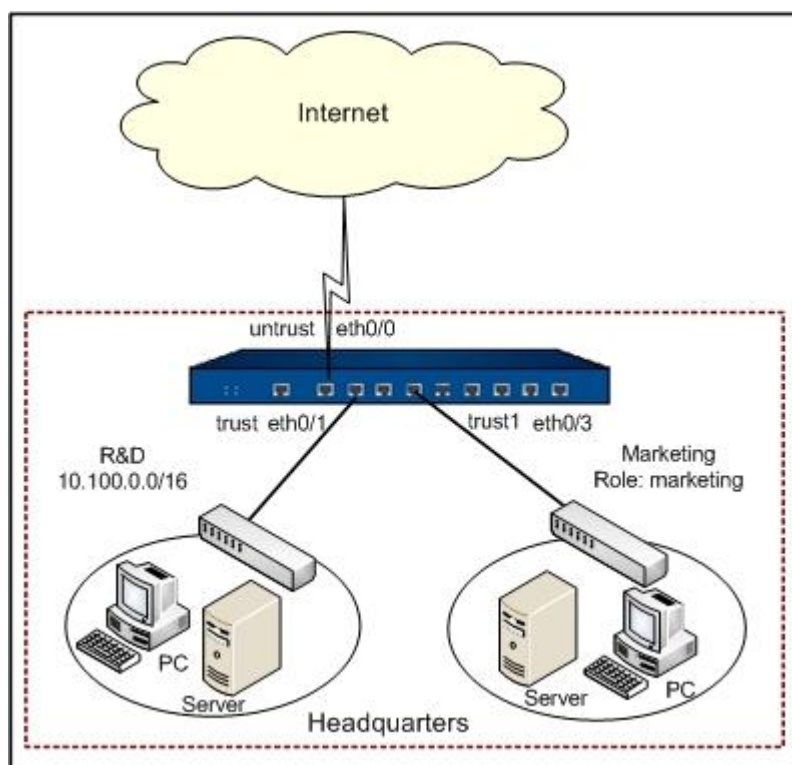 Internet
untrust eth0/0
trust eth0/1
trust1 eth0/3
R&D
10.100.0.0/16
Marketing
Role: marketing
PC
Server
Server
PC
Headquarters